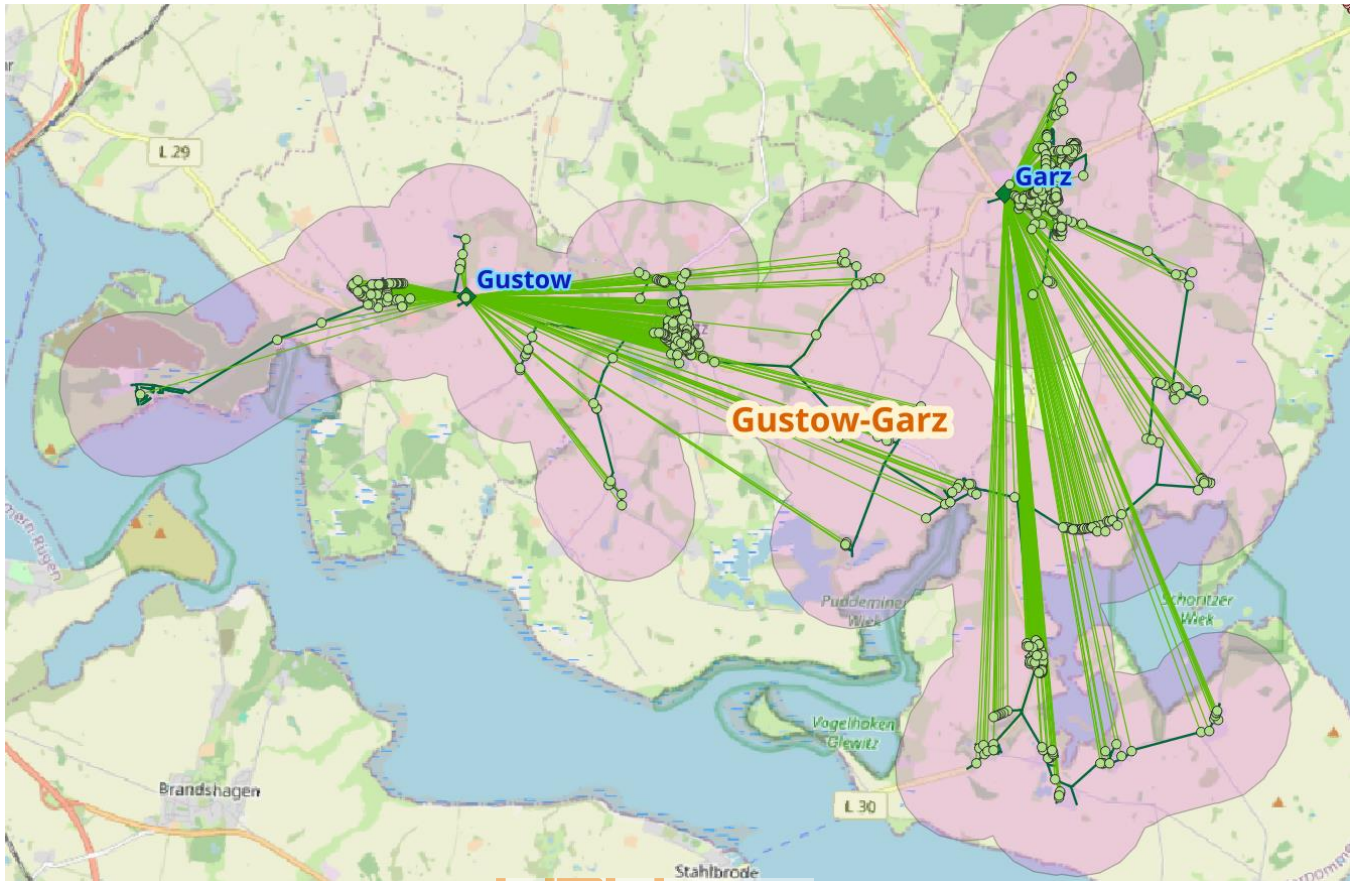 L 29
Garz
Gustow
Gustow-Garz
Puddeminer
Wiek
Schoritzer
Wiek
Vogelhaken
Glewitz
Brandshagen
L 30
Stahlbrode